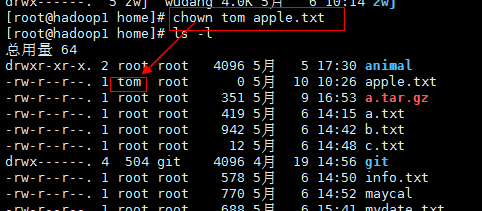 drwx------. 5 zwj wudang 4.0K 5月 6 10:14 zwj
[root@hadoop1 home]# chown tom apple.txt
[root@hadoop1 home]# ls -l
总用量 64
drwxr-xr-x. 2 root root 4096 5月 5 17:30 animal
-rw-r--r--. 1 tom root 0 5月 10 10:26 apple.txt
-rw-r--r--. 1 root root 351 5月 9 16:53 a.tar.gz
-rw-r--r--. 1 root root 419 5月 6 14:15 a.txt
-rw-r--r--. 1 root root 942 5月 6 14:42 b.txt
-rw-r--r--. 1 root root 12 5月 6 14:48 c.txt
drwx------. 4 504 git 4096 4月 19 14:56 git
-rw-r--r--. 1 root root 578 5月 6 14:50 info.txt
-rw-r--r--. 1 root root 770 5月 6 14:52 maycal
-rw-r--r--. 1 root root 688 5月 6 15:41 mydate.txt